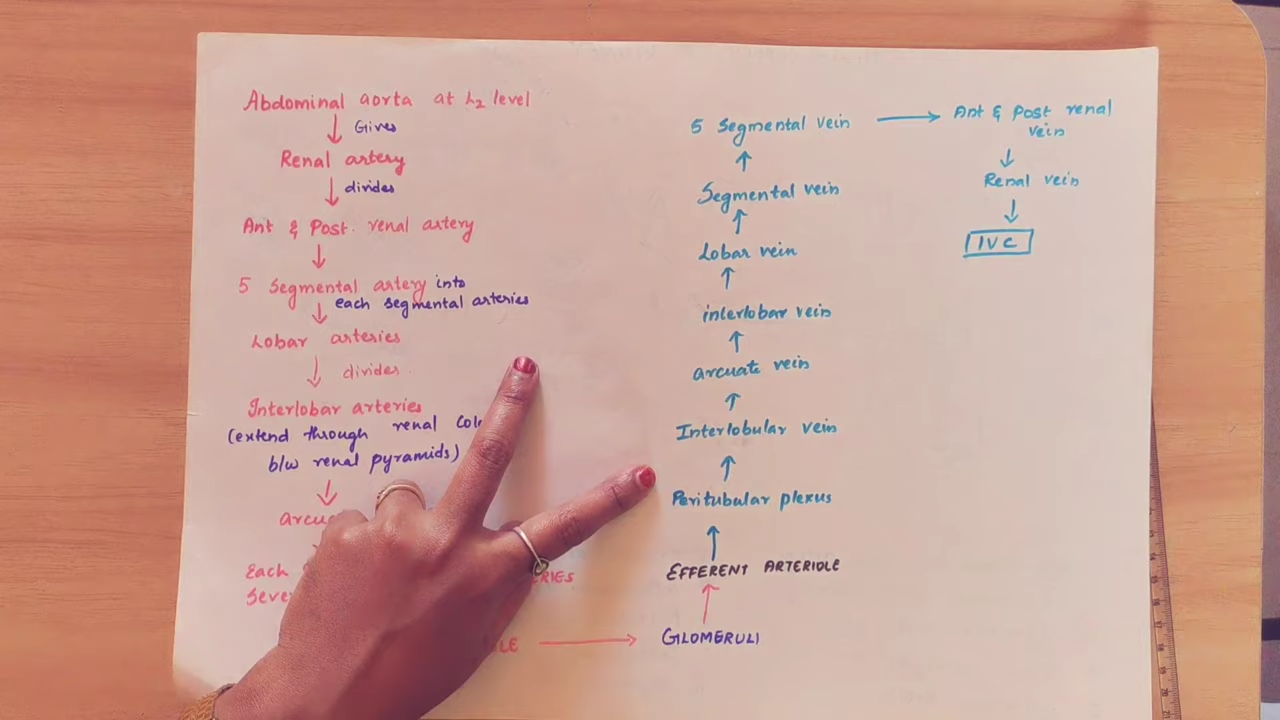 Abdominal aorta at L2 level
Gives
Renal artery
divides
Ant & Post. renal artery
5 Segmental artery into
each segmental arteries
Lobar arteries
divides.
Interlobar arteries
(extend through renal
b/w renal pyramids)
Each
GLOMERULI
EFFERENT ARTERIOLE
Peritubular plexus
Interlobular vein
arcuate vein
interlobar vein
Lobar vein
Segmental vein
5 Segmental vein
Ant & Post renal
vein
Renal vein
IVC